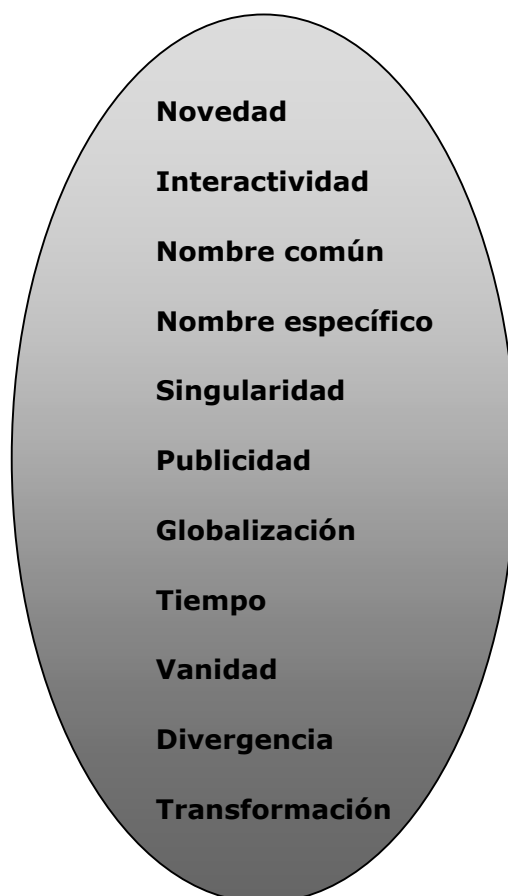 Novedad
Interactividad
Nombre común
Nombre específico
Singularidad
Publicidad
Globalización
Tiempo
Vanidad
Divergencia
Transformación